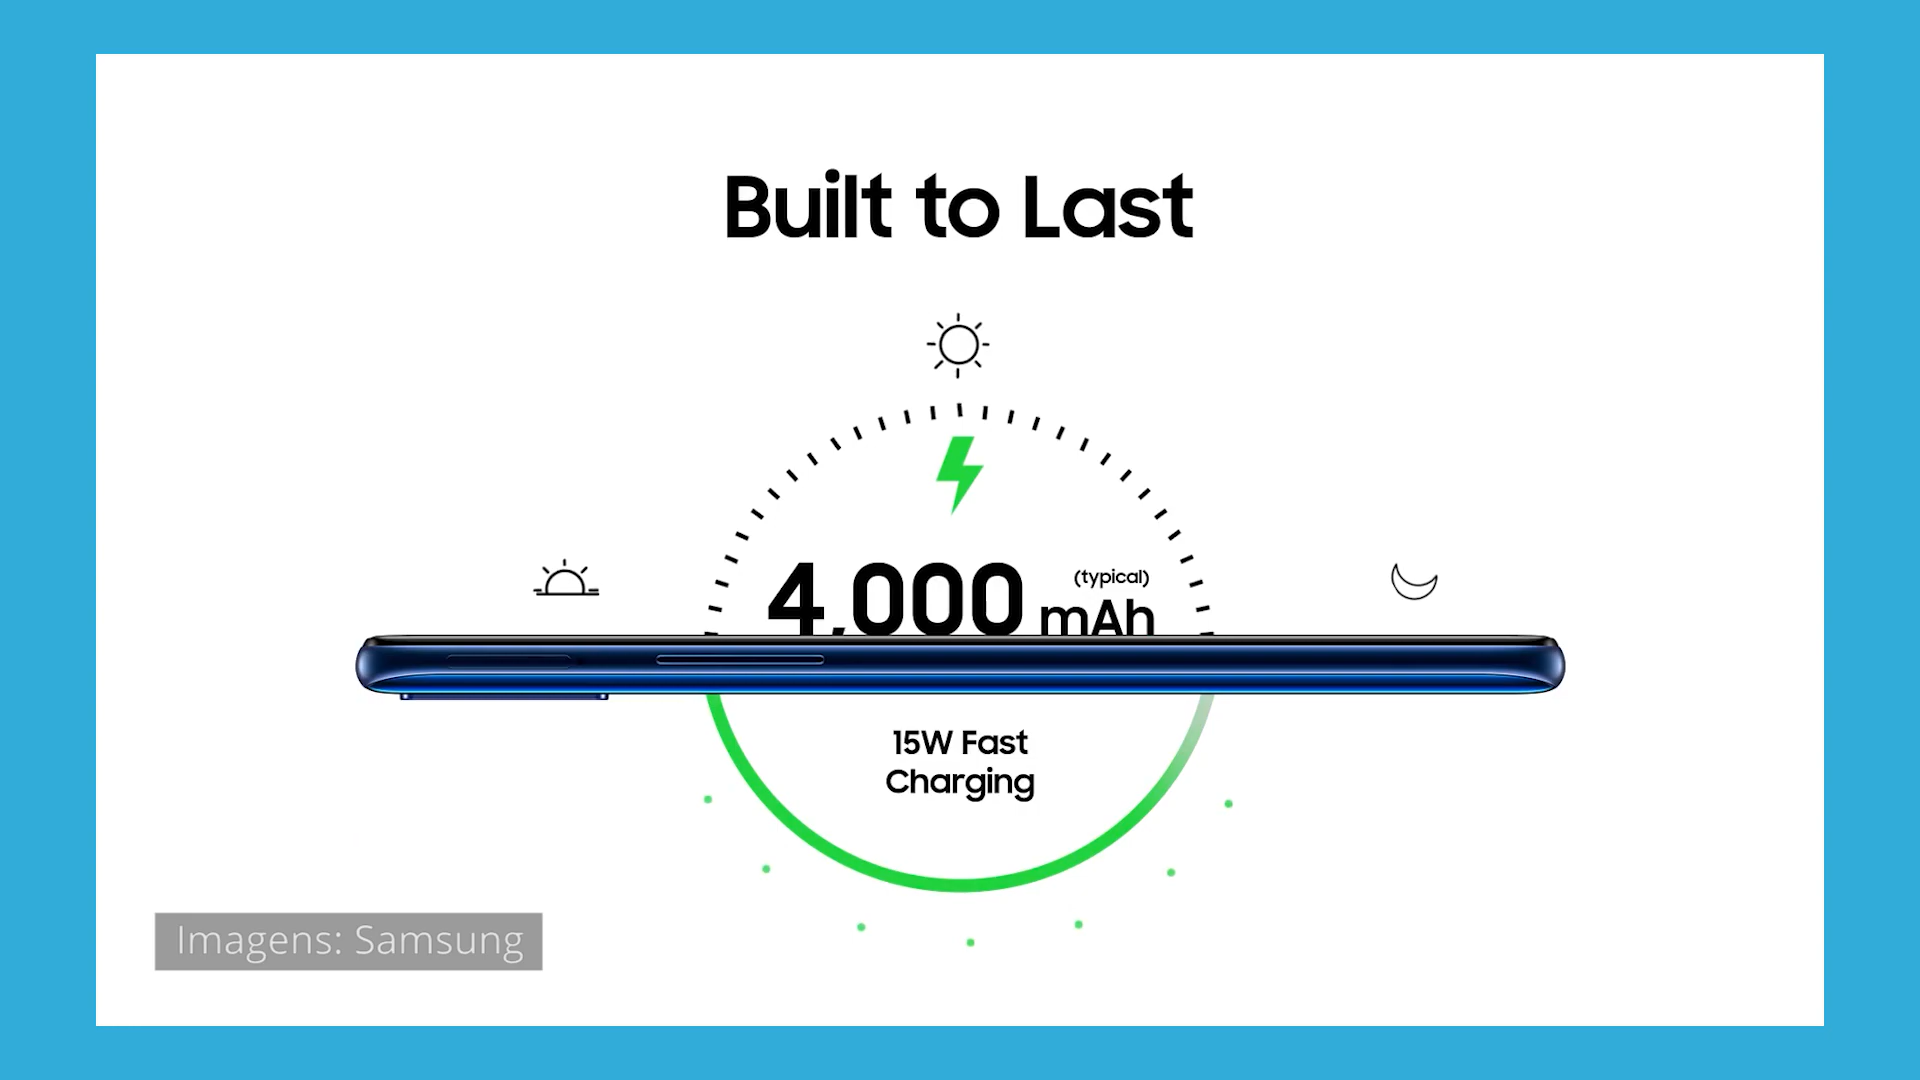 Built to Last
4,000 (typical) mAh
15W Fast
Charging
Imagens: Samsung